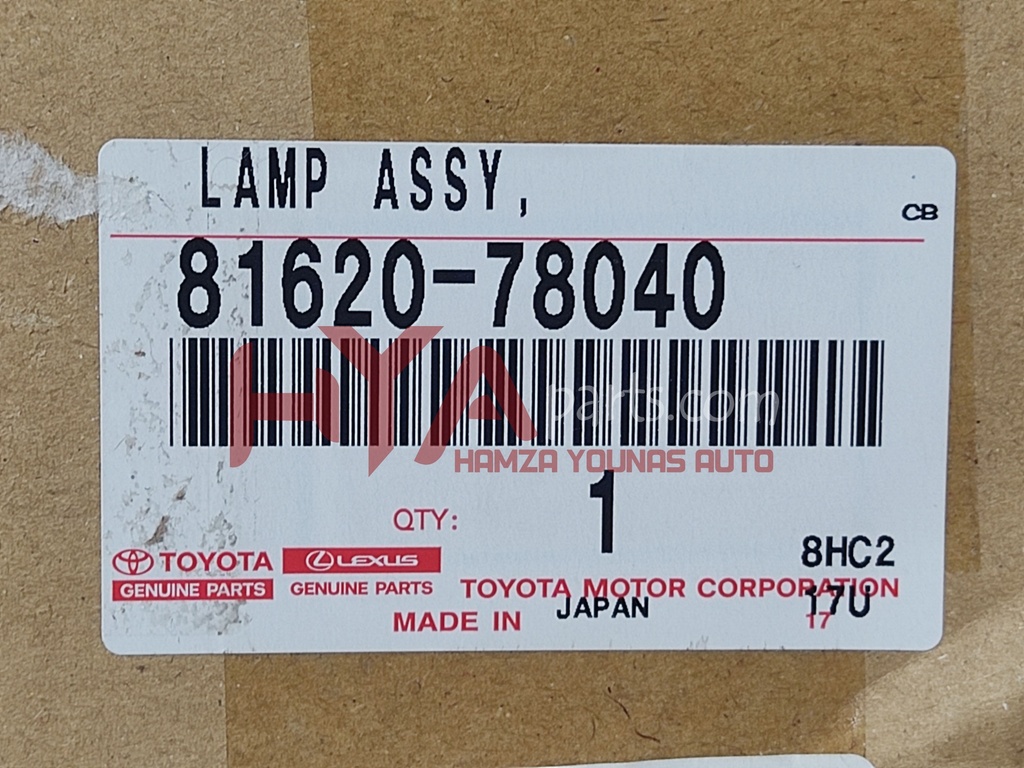 LAMP ASSY,
CB
81620-78040
HYA parts.com
HAMZA YOUNAS AUTO
QTY: 1
8HC2
TOYOTA LEXUS
GENUINE PARTS GENUINE PARTS TOYOTA MOTOR CORPORATION
17U
MADE IN JAPAN 17